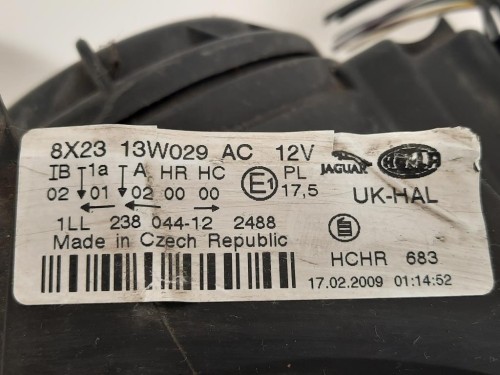 8X23 13W029 AC 12V
JAGUAR HELLA
IB 1a A HR HC E1 PL
02 01 02 00 00 17,5
UK-HAL
1LL 238 044-12 2488
Made in Czech Republic
HCHR 683
17.02.2009 01:14:52